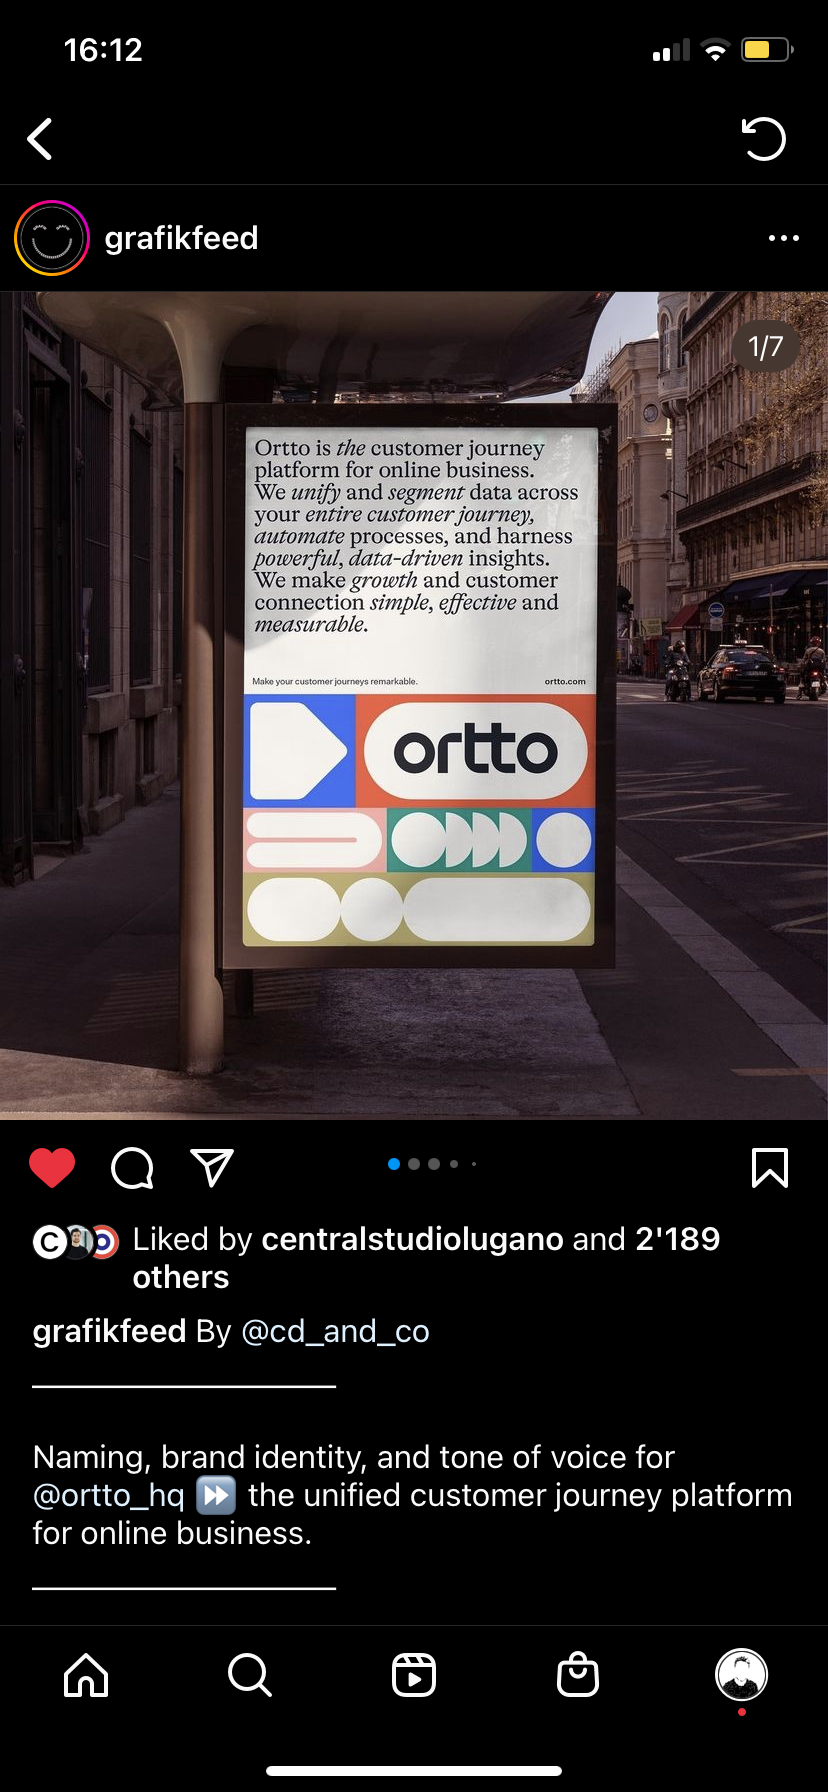 16:12
grafikfeed
1/7
Ortto is the customer journey
platform for online business.
We unify and segment data across
your entire customer journey,
automate processes, and harness
powerful, data-driven insights.
We make growth and customer
connection simple, effective and
measurable.
Make your customer journeys remarkable.
ortto.com
ortto
C
Liked by centralstudiolugano and 2'189
others
grafikfeed By @cd_and_co
Naming, brand identity, and tone of voice for
@ortto_hq ⏩ the unified customer journey platform
for online business.